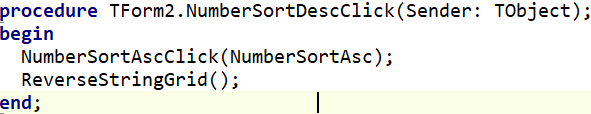 procedure TForm2.NumberSortDescClick(Sender: TObject);
begin
  NumberSortAscClick(NumberSortAsc);
  ReverseStringGrid();
end;